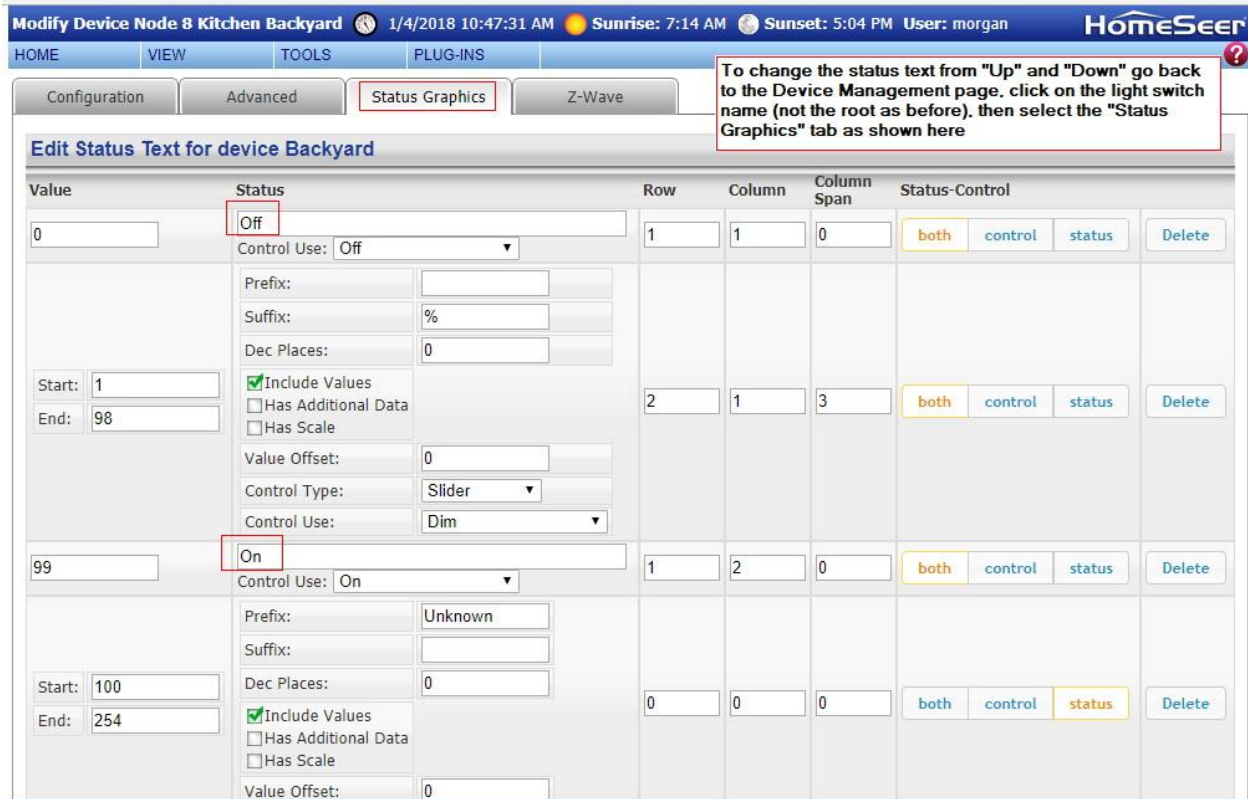 Modify Device Node 8 Kitchen Backyard 1/4/2018 10:47:31 AM Sunrise: 7:14 AM Sunset: 5:04 PM User: morgan HomeSeer
HOME VIEW TOOLS PLUG-INS ?
To change the status text from "Up" and "Down" go back
to the Device Management page, click on the light switch
name (not the root as before), then select the "Status
Graphics" tab as shown here
Configuration Advanced Status Graphics Z-Wave
Edit Status Text for device Backyard
Value Status Row Column Column Span Status-Control
Off
0 1 1 0 both control status Delete
Control Use: Off
Prefix:
Suffix: %
Dec Places: 0
Start: 1
End: 98
Include Values
Has Additional Data
Has Scale
2 1 3 both control status Delete
Value Offset: 0
Control Type: Slider
Control Use: Dim
On
99 1 2 0 both control status Delete
Control Use: On
Prefix: Unknown
Suffix:
Dec Places: 0
Start: 100
End: 254
Include Values
Has Additional Data
Has Scale
0 0 0 both control status Delete
Value Offset: 0